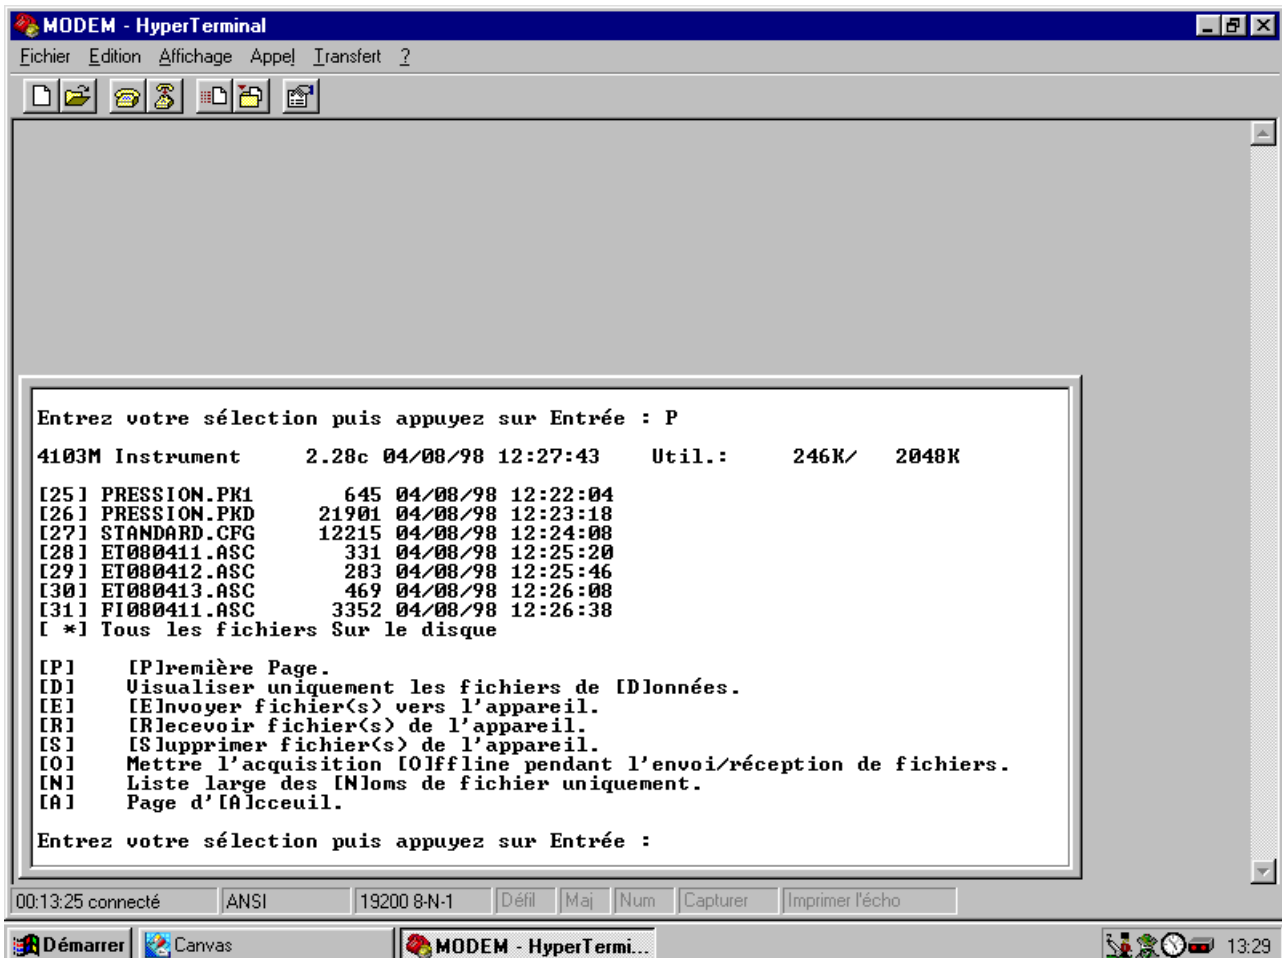 MODEM - HyperTerminal
Fichier Edition Affichage Appel Transfert ?
Entrez votre sélection puis appuyez sur Entrée : P
4103M Instrument 2.28c 04/08/98 12:27:43 Util.: 246K/ 2048K
[25] PRESSION.PK1 645 04/08/98 12:22:04
[26] PRESSION.PKD 21901 04/08/98 12:23:18
[27] STANDARD.CFG 12215 04/08/98 12:24:08
[28] ET080411.ASC 331 04/08/98 12:25:20
[29] ET080412.ASC 283 04/08/98 12:25:46
[30] ET080413.ASC 469 04/08/98 12:26:08
[31] FI080411.ASC 3352 04/08/98 12:26:38
[ *] Tous les fichiers Sur le disque
[P] [P]remière Page.
[D] Visualiser uniquement les fichiers de [D]onnées.
[E] [E]nvoyer fichier(s) vers l'appareil.
[R] [R]ecevoir fichier(s) de l'appareil.
[S] [S]upprimer fichier(s) de l'appareil.
[O] Mettre l'acquisition [O]ffline pendant l'envoi/réception de fichiers.
[N] Liste large des [N]oms de fichier uniquement.
[A] Page d'[A]cceuil.
Entrez votre sélection puis appuyez sur Entrée :
00:13:25 connecté ANSI 19200 8-N-1 Défil Maj Num Capturer Imprimer l'écho
Démarrer Canvas MODEM - HyperTermi... 13:29